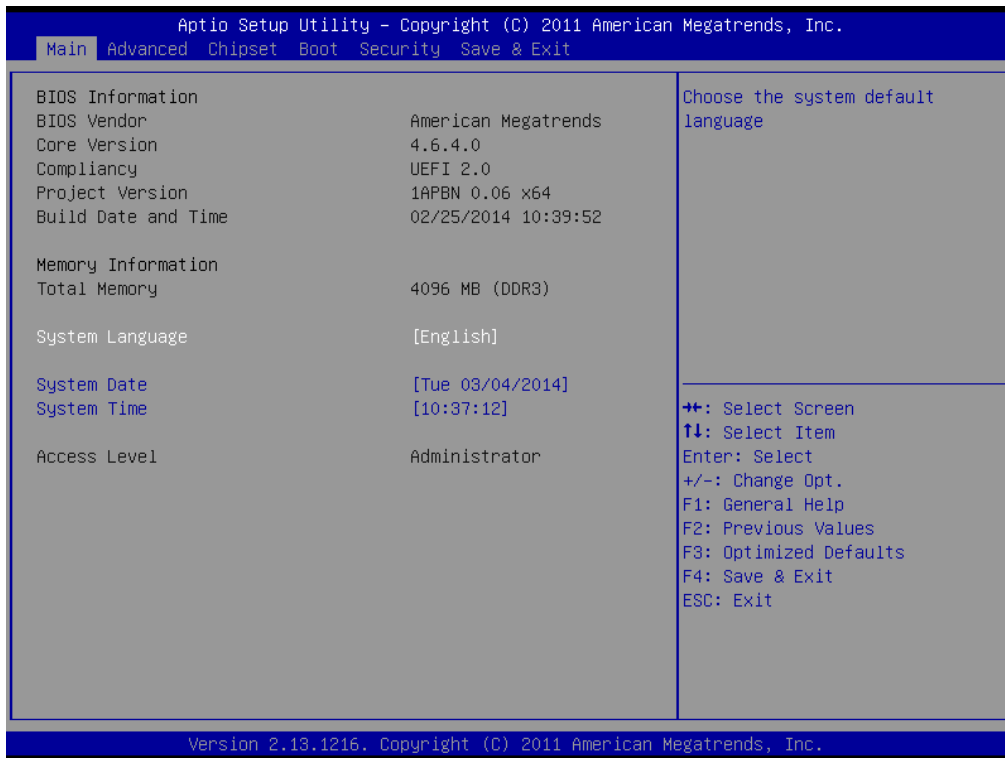 Aptio Setup Utility – Copyright (C) 2011 American Megatrends, Inc.
Main Advanced Chipset Boot Security Save & Exit
BIOS Information
BIOS Vendor American Megatrends
Core Version 4.6.4.0
Compliancy UEFI 2.0
Project Version 1APBN 0.06 x64
Build Date and Time 02/25/2014 10:39:52
Memory Information
Total Memory 4096 MB (DDR3)
System Language [English]
System Date [Tue 03/04/2014]
System Time [10:37:12]
Access Level Administrator
Choose the system default
language
→←: Select Screen
↑↓: Select Item
Enter: Select
+/-: Change Opt.
F1: General Help
F2: Previous Values
F3: Optimized Defaults
F4: Save & Exit
ESC: Exit
Version 2.13.1216. Copyright (C) 2011 American Megatrends, Inc.